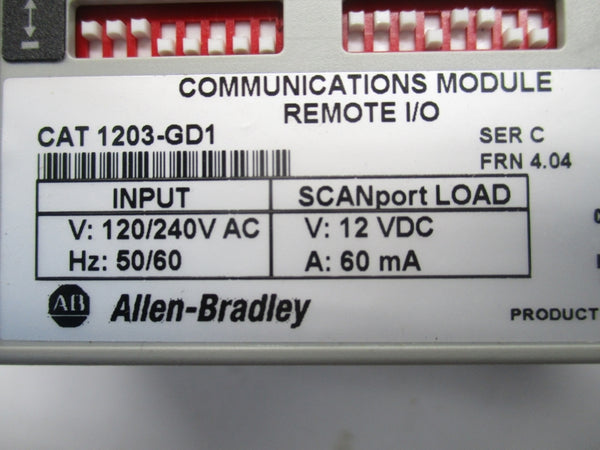 COMMUNICATIONS MODULE
REMOTE I/O
CAT 1203-GD1
SER C
FRN 4.04
INPUT
SCANport LOAD
V: 120/240V AC
V: 12 VDC
Hz: 50/60
A: 60 mA
AB Allen-Bradley
PRODUCT